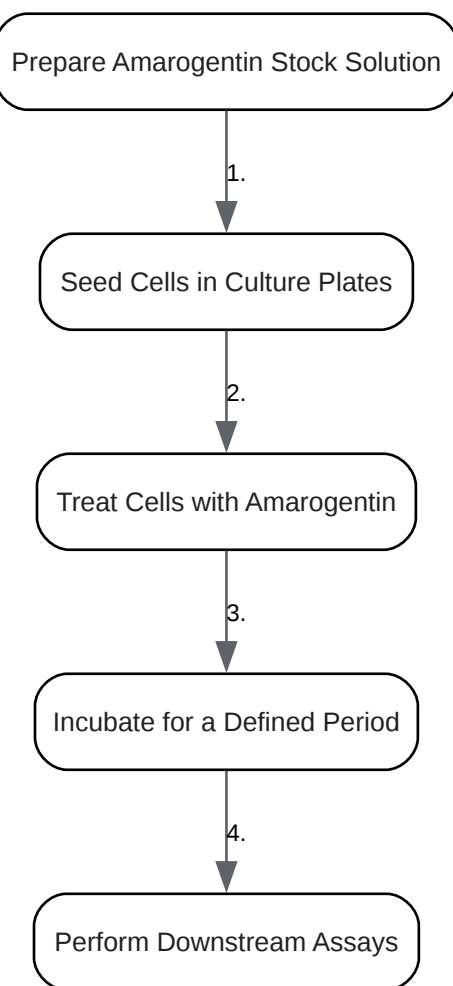 Prepare Amarogentin Stock Solution
1.
Seed Cells in Culture Plates
2.
Treat Cells with Amarogentin
3.
Incubate for a Defined Period
4.
Perform Downstream Assays